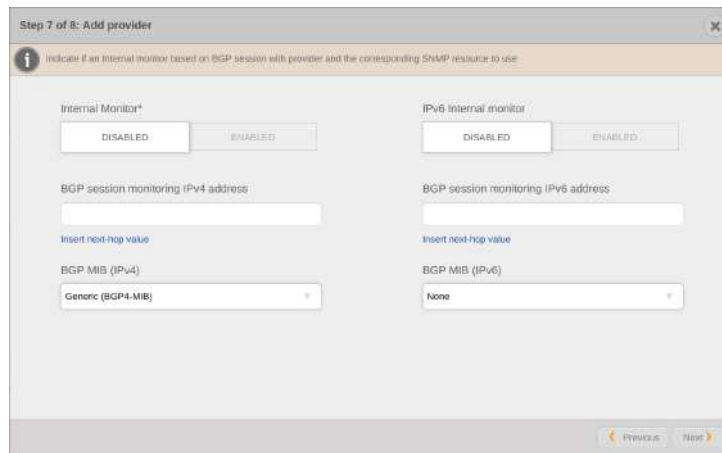 Step 7 of 8: Add provider
Indicate if an Internal monitor based on BGP session with provider and the corresponding SNMP resource to use
Internal Monitor*
IPv6 Internal monitor
DISABLED
ENABLED
DISABLED
ENABLED
BGP session monitoring IPv4 address
BGP session monitoring IPv6 address
Insert next-hop value
Insert next-hop value
BGP MIB (IPv4)
BGP MIB (IPv6)
Generic (BGP4-MIB)
None
Previous
Next